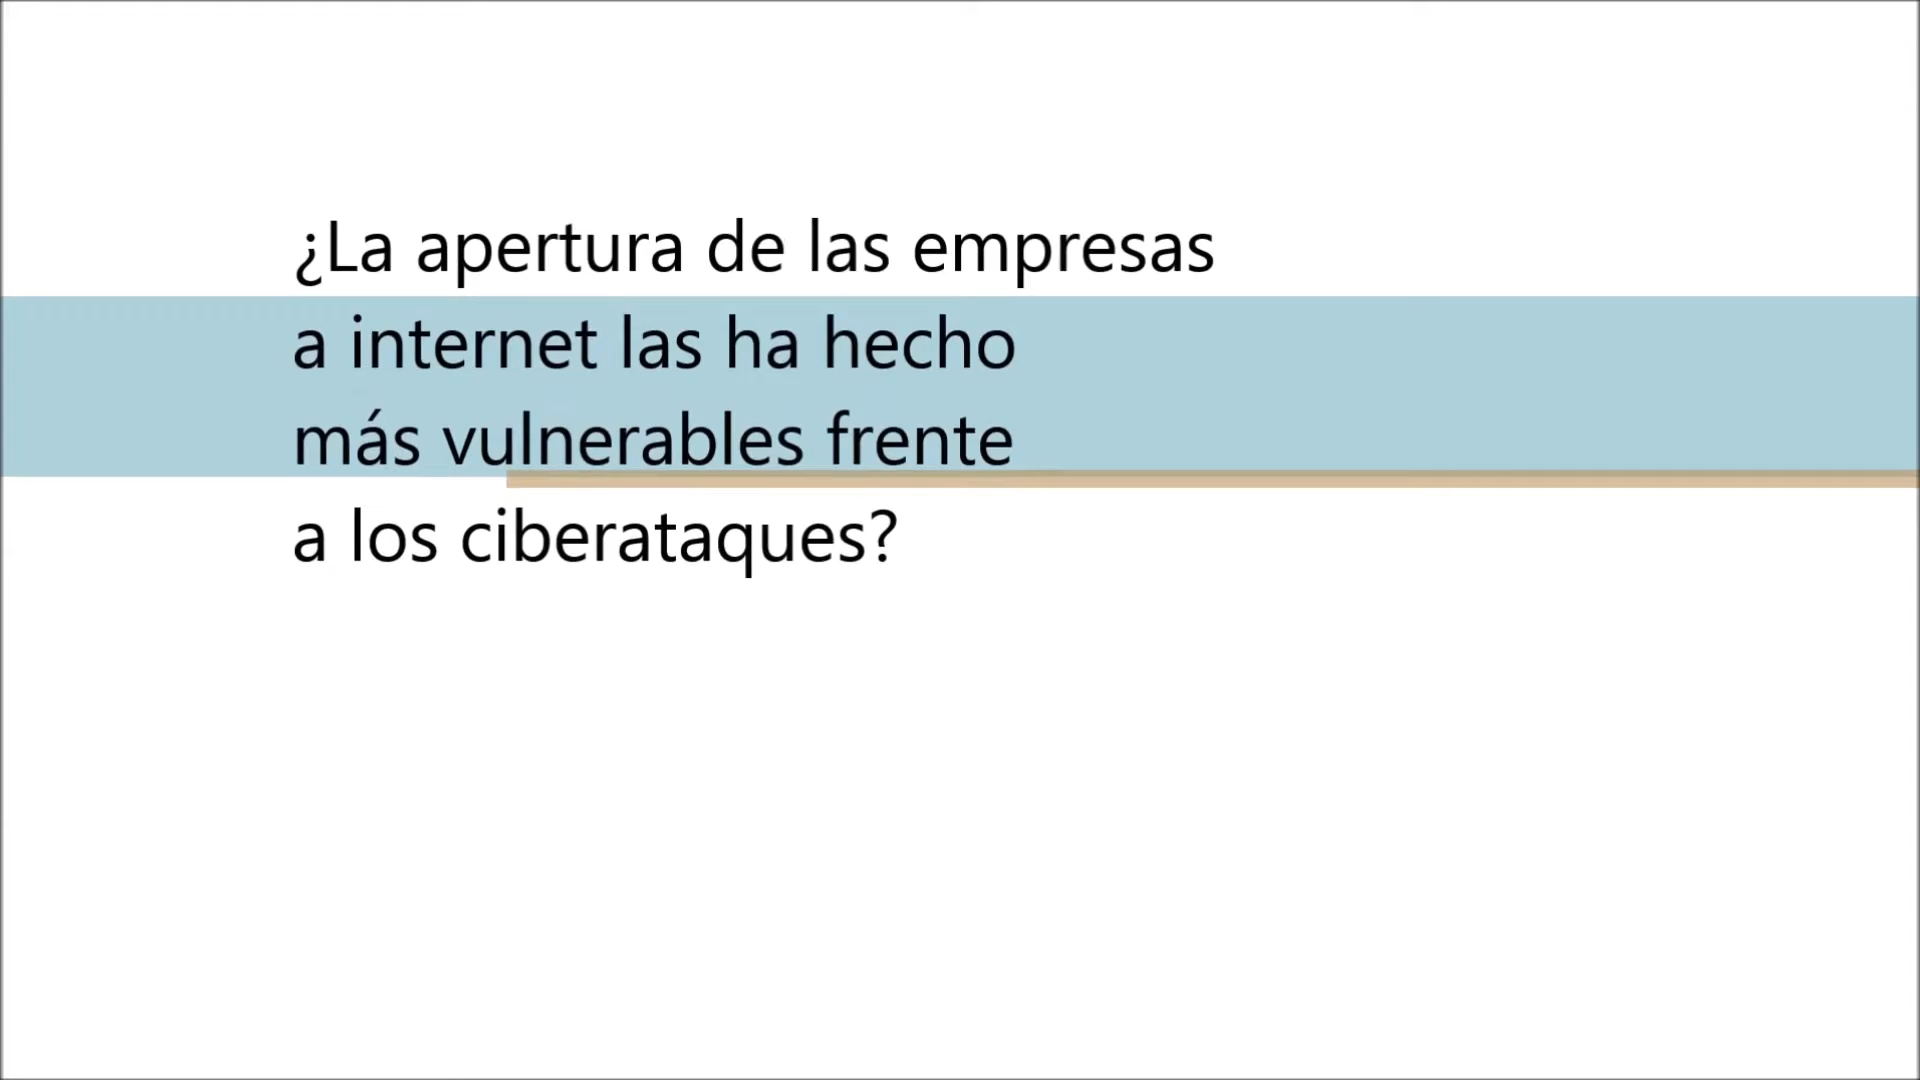 ¿La apertura de las empresas
a internet las ha hecho
más vulnerables frente
a los ciberataques?